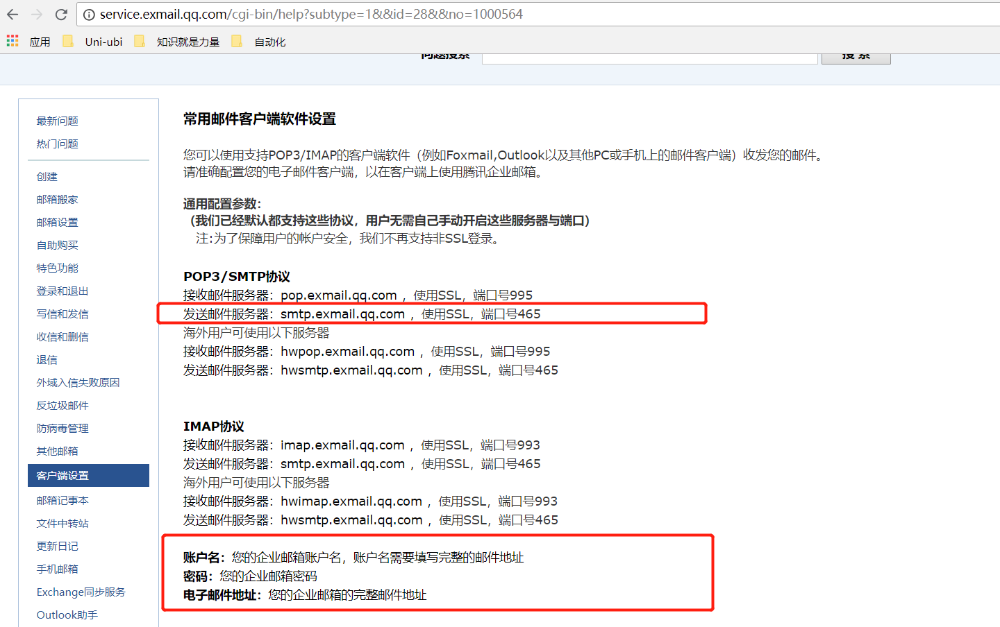 service.exmail.qq.com/cgi-bin/help?subtype=1&&id=28&&no=1000564
应用 Uni-ubi 知识就是力量 自动化
问题搜索 搜 索
最新问题
热门问题
创建
邮箱搬家
邮箱设置
自助购买
特色功能
登录和退出
写信和发信
收信和删信
退信
外域入信失败原因
反垃圾邮件
防病毒管理
其他邮箱
客户端设置
邮箱记事本
文件中转站
更新日记
手机邮箱
Exchange同步服务
Outlook助手
常用邮件客户端软件设置
您可以使用支持POP3/IMAP的客户端软件（例如Foxmail,Outlook以及其他PC或手机上的邮件客户端）收发您的邮件。
请准确配置您的电子邮件客户端，以在客户端上使用腾讯企业邮箱。
通用配置参数：
（我们已经默认都支持这些协议，用户无需自己手动开启这些服务器与端口）
注:为了保障用户的帐户安全，我们不再支持非SSL登录。
POP3/SMTP协议
接收邮件服务器：pop.exmail.qq.com ，使用SSL，端口号995
发送邮件服务器：smtp.exmail.qq.com ，使用SSL，端口号465
海外用户可使用以下服务器
接收邮件服务器：hwpop.exmail.qq.com ，使用SSL，端口号995
发送邮件服务器：hwsmtp.exmail.qq.com ，使用SSL，端口号465
IMAP协议
接收邮件服务器：imap.exmail.qq.com ，使用SSL，端口号993
发送邮件服务器：smtp.exmail.qq.com ，使用SSL，端口号465
海外用户可使用以下服务器
接收邮件服务器：hwimap.exmail.qq.com ，使用SSL，端口号993
发送邮件服务器：hwsmtp.exmail.qq.com ，使用SSL，端口号465
账户名：您的企业邮箱账户名，账户名需要填写完整的邮件地址
密码：您的企业邮箱密码
电子邮件地址：您的企业邮箱的完整邮件地址